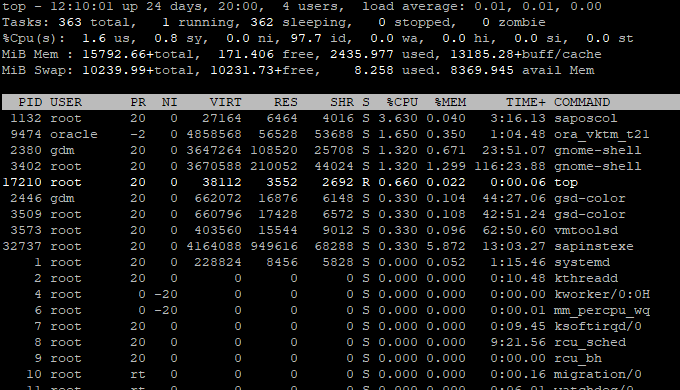 top - 12:10:01 up 24 days, 20:00,  4 users,  load average: 0.01, 0.01, 0.00
Tasks: 363 total,   1 running, 362 sleeping,   0 stopped,   0 zombie
%Cpu(s):  1.6 us,  0.8 sy,  0.0 ni, 97.7 id,  0.0 wa,  0.0 hi,  0.0 si,  0.0 st
MiB Mem : 15792.66+total,  171.406 free, 2435.977 used, 13185.28+buff/cache
MiB Swap: 10239.99+total, 10231.73+free,    8.258 used. 8369.945 avail Mem
PID USER      PR  NI    VIRT    RES    SHR S  %CPU  %MEM     TIME+ COMMAND
1132 root      20   0   27164   6464   4016 S 3.630 0.040   3:16.13 saposcol
9474 oracle    -2   0 4858568  56528  53688 S 1.650 0.350   1:04.48 ora_vktm_t2l
2380 gdm       20   0 3647264 108520  25708 S 1.320 0.671  23:51.07 gnome-shell
3402 root      20   0 3670588 210052  44024 S 1.320 1.299 116:23.88 gnome-shell
17210 root      20   0   38112   3552   2692 R 0.660 0.022   0:00.06 top
2446 gdm       20   0  662072  16876   6148 S 0.330 0.104  44:27.06 gsd-color
3509 root      20   0  660796  17428   6572 S 0.330 0.108  42:51.24 gsd-color
3573 root      20   0  403560  15544   9012 S 0.330 0.096  62:50.60 vmtoolsd
32737 root      20   0 4164088 949616  68288 S 0.330 5.872  13:03.27 sapinstexe
1 root      20   0  228824   8456   5828 S 0.000 0.052   1:15.46 systemd
2 root      20   0       0      0      0 S 0.000 0.000   0:10.48 kthreadd
4 root       0 -20       0      0      0 S 0.000 0.000   0:00.00 kworker/0:0H
6 root       0 -20       0      0      0 S 0.000 0.000   0:00.01 mm_percpu_wq
7 root      20   0       0      0      0 S 0.000 0.000   0:09.45 ksoftirqd/0
8 root      20   0       0      0      0 S 0.000 0.000   9:21.56 rcu_sched
9 root      20   0       0      0      0 S 0.000 0.000   0:00.00 rcu_bh
10 root      rt   0       0      0      0 S 0.000 0.000   0:00.16 migration/0
11 root      rt   0       0      0      0 S 0.000 0.000   0:06.01 watchdog/0